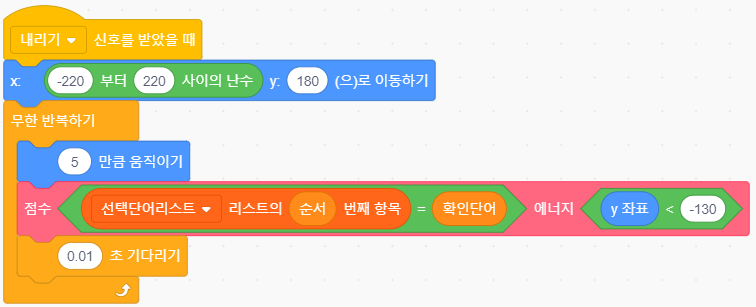 내리기 신호를 받았을 때
x: -220 부터 220 사이의 난수 y: 180 (으)로 이동하기
무한 반복하기
5 만큼 움직이기
점수 선택단어리스트 리스트의 순서 번째 항목 = 확인단어 에너지 y 좌표 < -130
0.01 초 기다리기